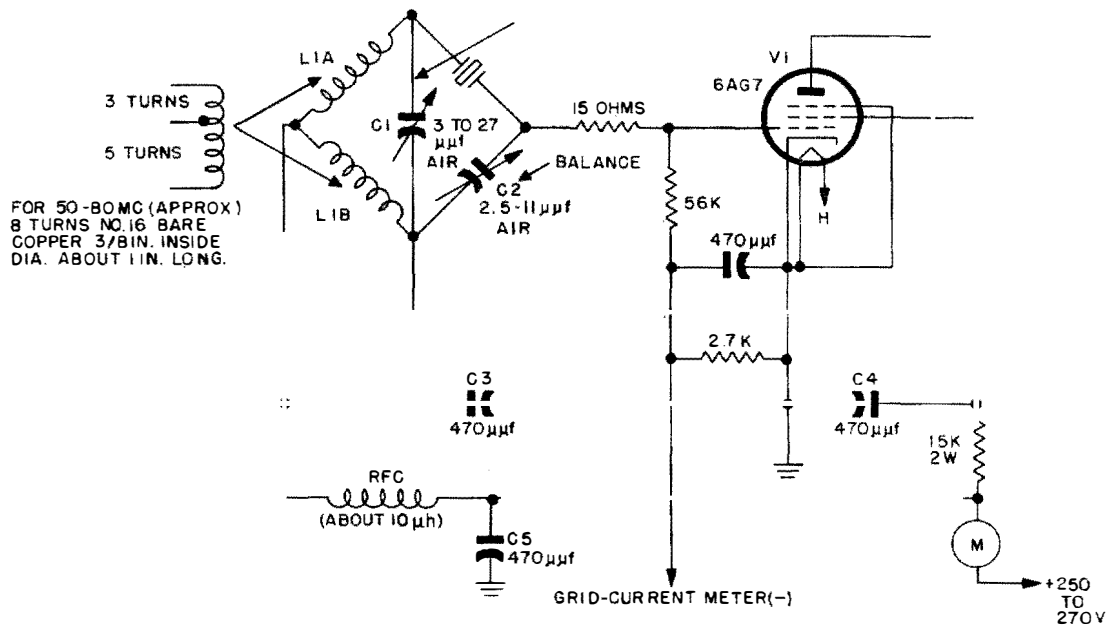 L1A
3 TURNS
5 TURNS
L1B
FOR 50-80MC (APPROX)
8 TURNS NO.16 BARE
COPPER 3/8IN. INSIDE
DIA. ABOUT 1 IN. LONG.
C1
3 TO 27
μμf
AIR
BALANCE
C2
2.5-11μμf
AIR
15 OHMS
V1
6AG7
H
56K
470μμf
2.7K
C3
470μμf
C4
470μμf
15K
2W
RFC
(ABOUT 10μh)
C5
470μμf
M
GRID-CURRENT METER(-)
+250
TO
270V